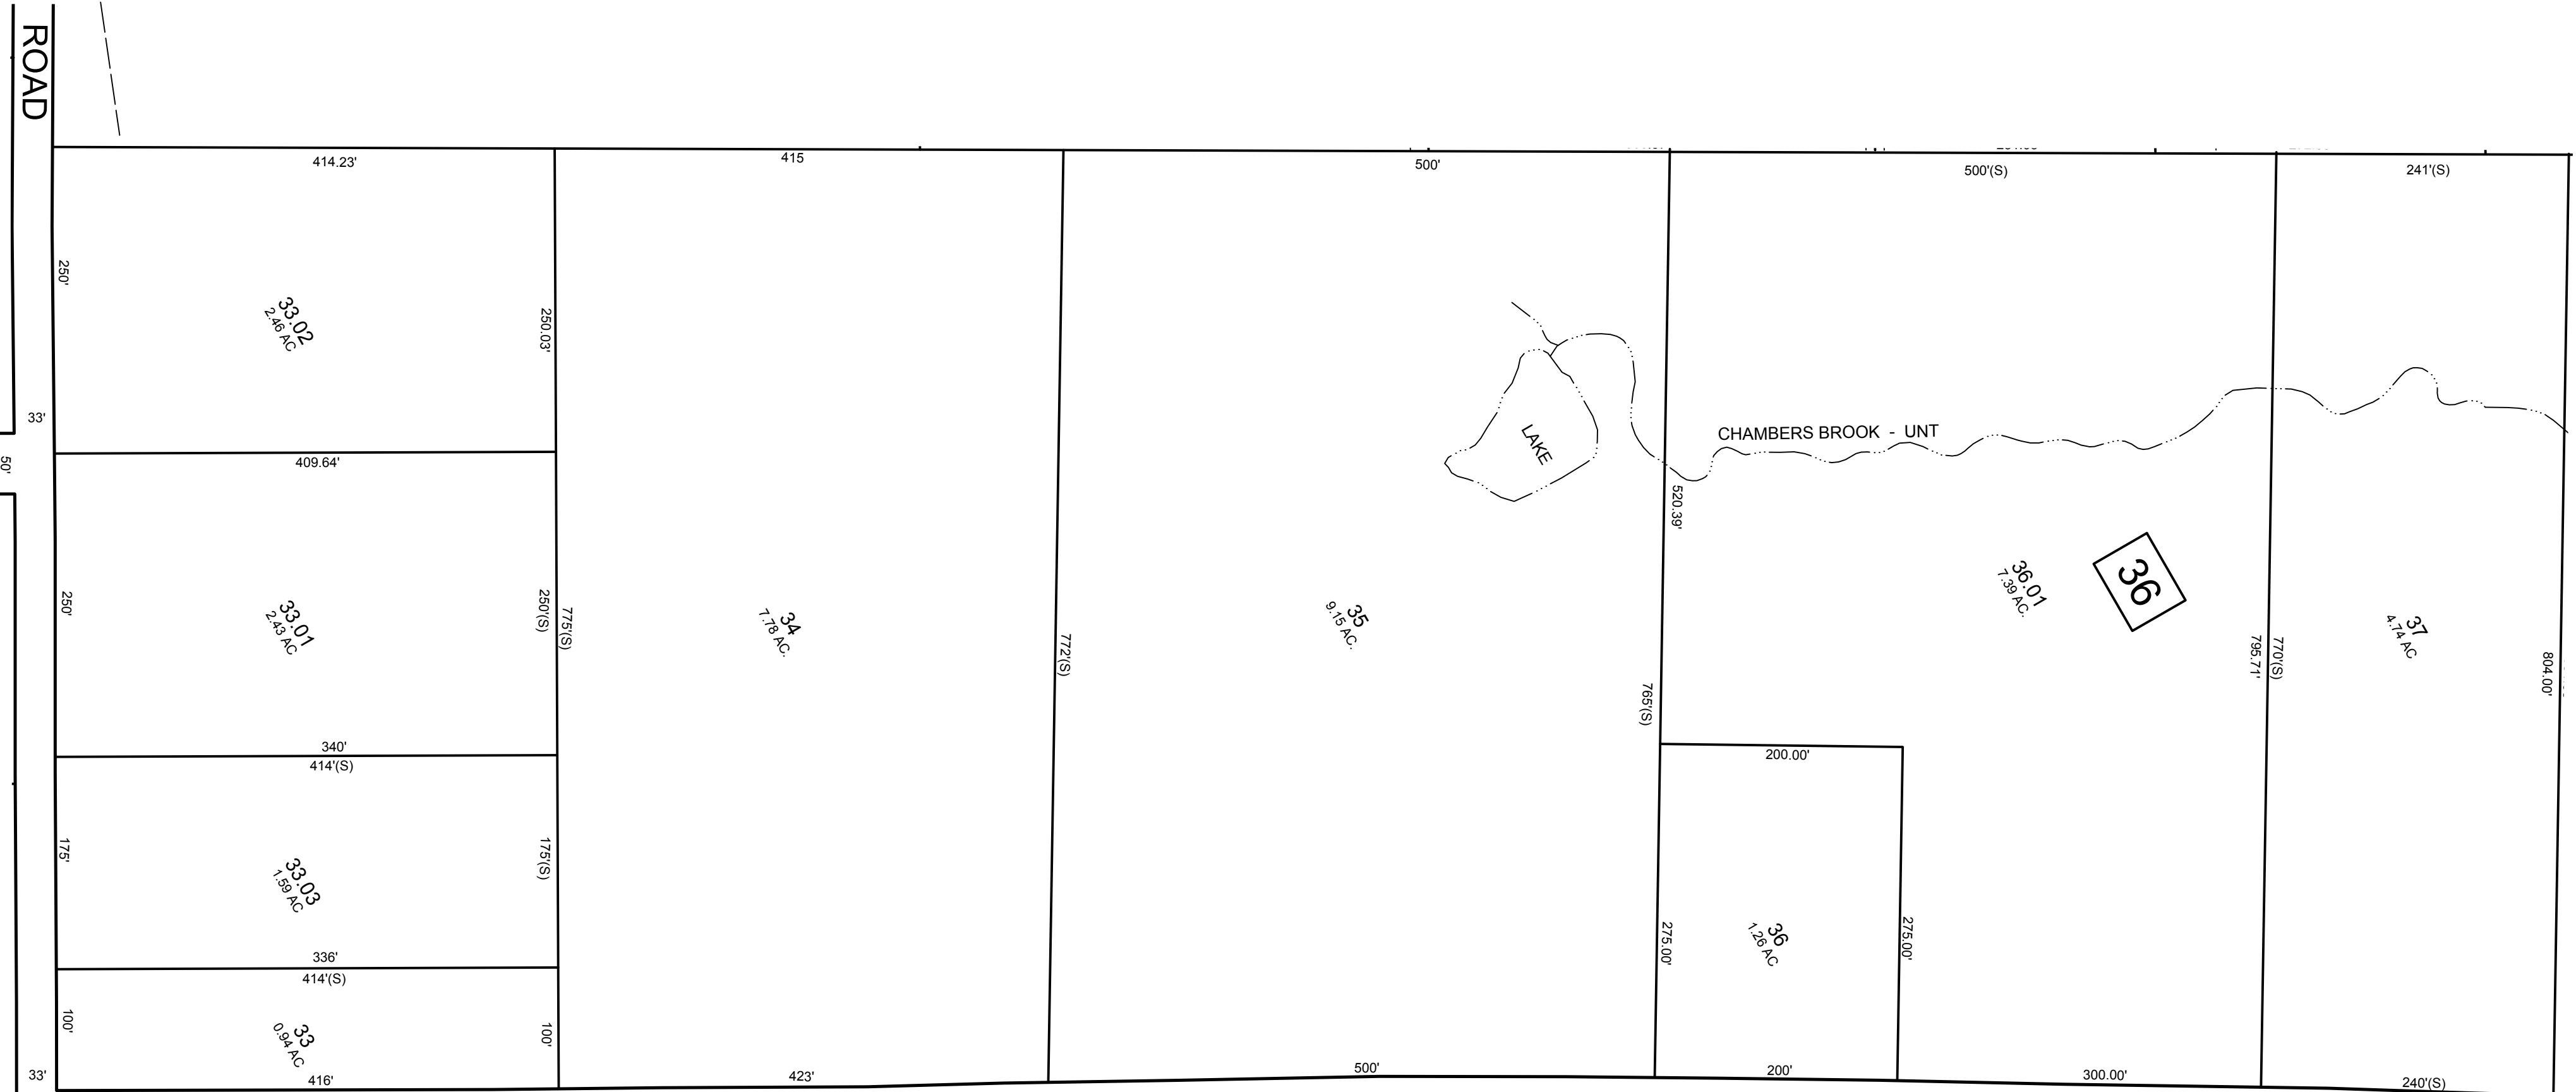 ROAD
414.23'
415
500'
500'(S)
241'(S)
250'
33.02
2.46 AC
250.03'
33'
50'
409.64'
LAKE
CHAMBERS BROOK - UNT
520.39'
250'
33.01
2.43 AC
250'(S)
775'(S)
34
7.78 AC.
772'(S)
35
9.15 AC.
765'(S)
36.01
7.39 AC.
36
795.71'
770'(S)
37
4.74 AC
804.00'
340'
414'(S)
200.00'
175'
33.03
1.59 AC
175'(S)
275.00'
36
1.26 AC
275.00'
336'
414'(S)
100'
33
0.94 AC
100'
33'
416'
423'
500'
200'
300.00'
240'(S)